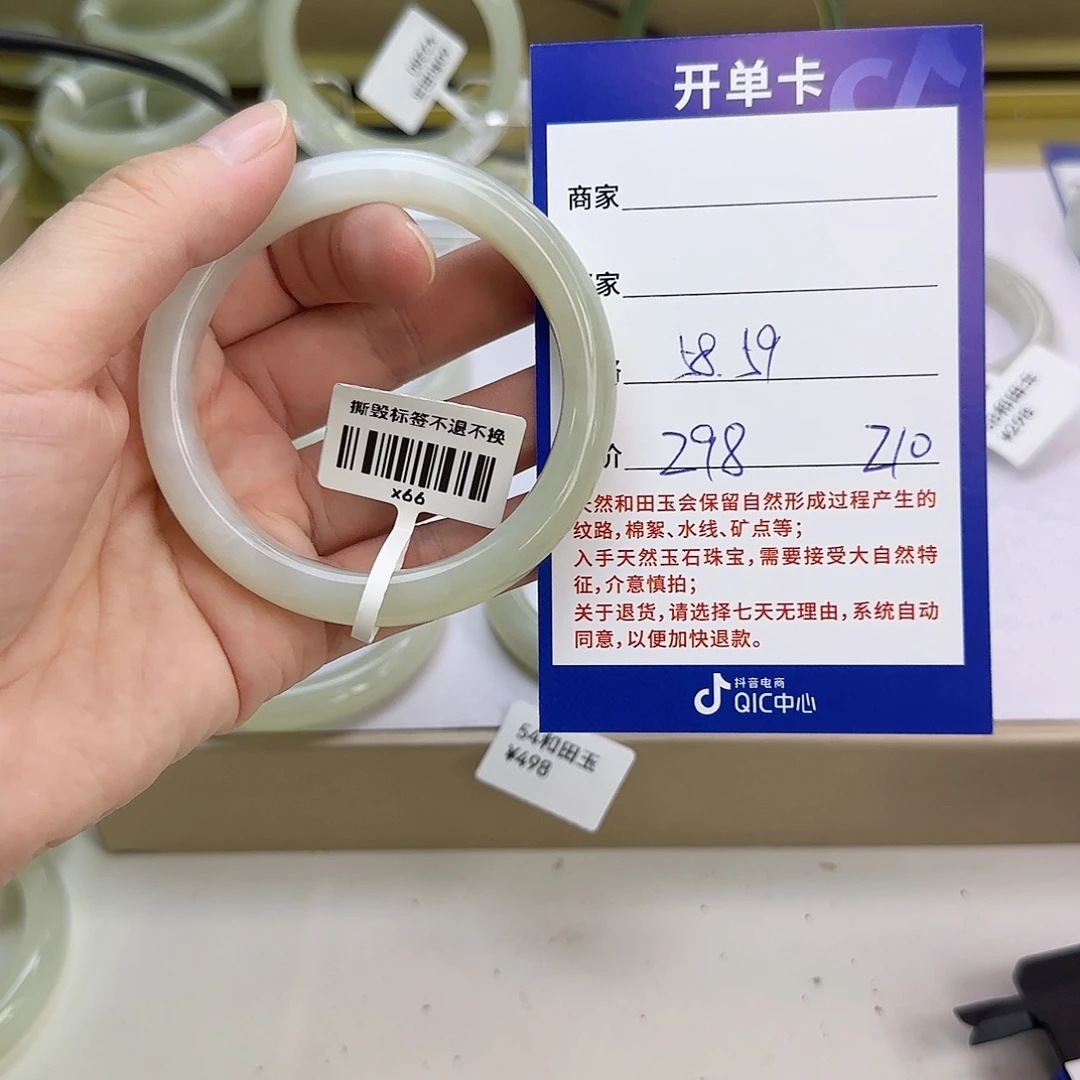 开单卡
商家
家
58.59
价 298 210
天然和田玉会保留自然形成过程产生的
纹路,棉絮、水线、矿点等;
入手天然玉石珠宝,需要接受大自然特
征,介意慎拍;
关于退货,请选择七天无理由,系统自动
同意,以便加快退款。
抖音电商
QIC中心
撕毁标签不退不换
x66
54和田玉
¥498
¥298